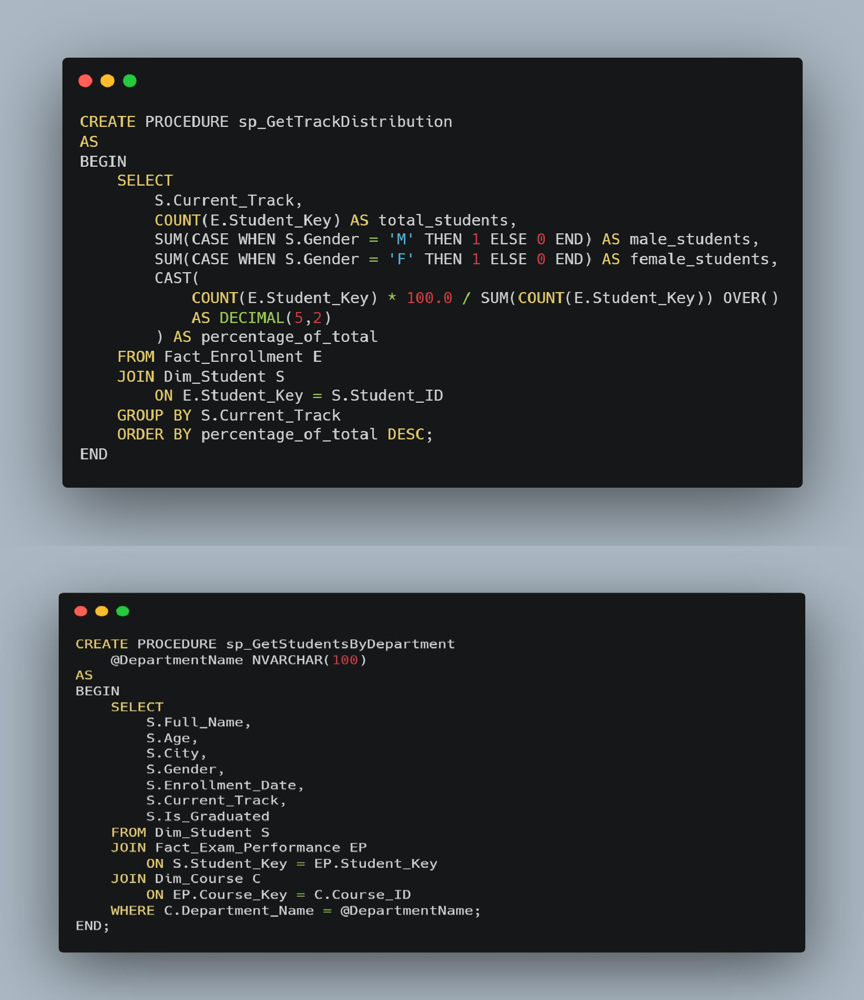 CREATE PROCEDURE sp_GetTrackDistribution
AS
BEGIN
    SELECT
        S.Current_Track,
        COUNT(E.Student_Key) AS total_students,
        SUM(CASE WHEN S.Gender = 'M' THEN 1 ELSE 0 END) AS male_students,
        SUM(CASE WHEN S.Gender = 'F' THEN 1 ELSE 0 END) AS female_students,
        CAST(
            COUNT(E.Student_Key) * 100.0 / SUM(COUNT(E.Student_Key)) OVER()
            AS DECIMAL(5,2)
        ) AS percentage_of_total
    FROM Fact_Enrollment E
    JOIN Dim_Student S
        ON E.Student_Key = S.Student_ID
    GROUP BY S.Current_Track
    ORDER BY percentage_of_total DESC;
END
CREATE PROCEDURE sp_GetStudentsByDepartment
    @DepartmentName NVARCHAR(100)
AS
BEGIN
    SELECT
        S.Full_Name,
        S.Age,
        S.City,
        S.Gender,
        S.Enrollment_Date,
        S.Current_Track,
        S.Is_Graduated
    FROM Dim_Student S
    JOIN Fact_Exam_Performance EP
        ON S.Student_Key = EP.Student_Key
    JOIN Dim_Course C
        ON EP.Course_Key = C.Course_ID
    WHERE C.Department_Name = @DepartmentName;
END;